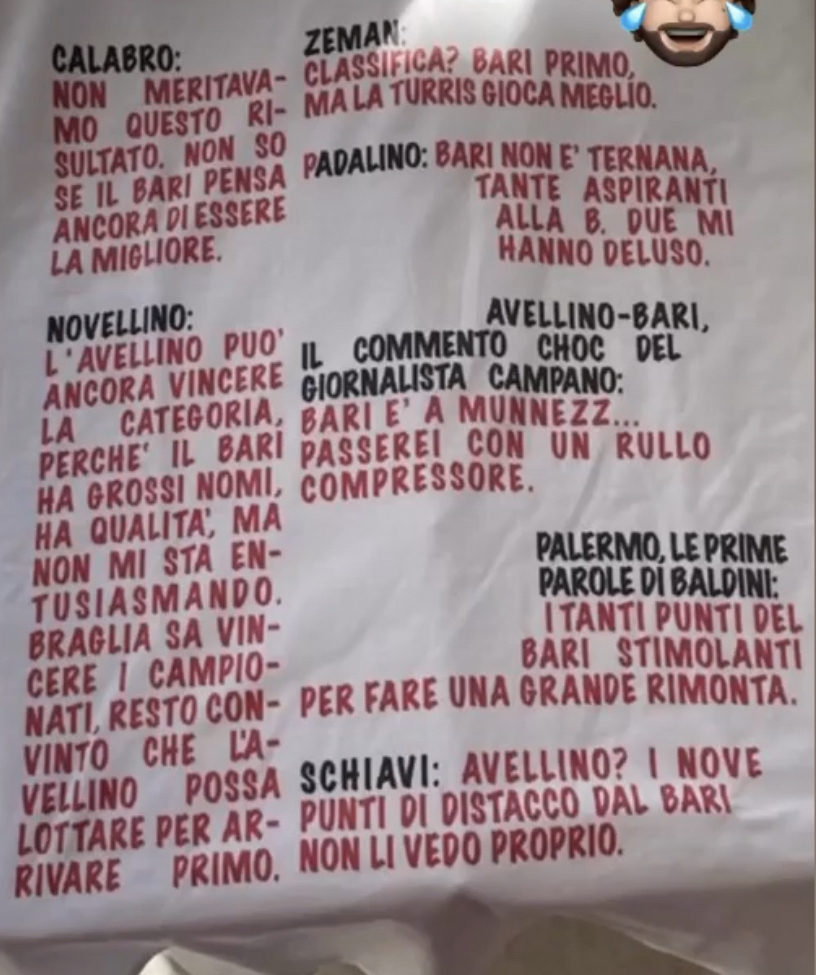 CALABRO:
NON MERITAVA-
MO QUESTO RI-
SULTATO. NON SO
SE IL BARI PENSA
ANCORA DI ESSERE
LA MIGLIORE.
NOVELLINO:
L'AVELLINO PUO'
ANCORA VINCERE
LA CATEGORIA,
PERCHE' IL BARI
HA GROSSI NOMI,
HA QUALITA', MA
NON MI STA EN-
TUSIASMANDO.
BRAGLIA SA VIN-
CERE I CAMPIO-
NATI, RESTO CON-
VINTO CHE L'A-
VELLINO POSSA
LOTTARE PER AR-
RIVARE PRIMO.
ZEMAN:
CLASSIFICA? BARI PRIMO,
MA LA TURRIS GIOCA MEGLIO.
PADALINO: BARI NON E' TERNANA,
TANTE ASPIRANTI
ALLA B. DUE MI
HANNO DELUSO.
AVELLINO-BARI,
IL COMMENTO CHOC DEL
GIORNALISTA CAMPANO:
BARI E' A MUNNEZZ...
PASSEREI CON UN RULLO
COMPRESSORE.
PALERMO, LE PRIME
PAROLE DI BALDINI:
I TANTI PUNTI DEL
BARI STIMOLANTI
PER FARE UNA GRANDE RIMONTA.
SCHIAVI: AVELLINO? I NOVE
PUNTI DI DISTACCO DAL BARI
NON LI VEDO PROPRIO.